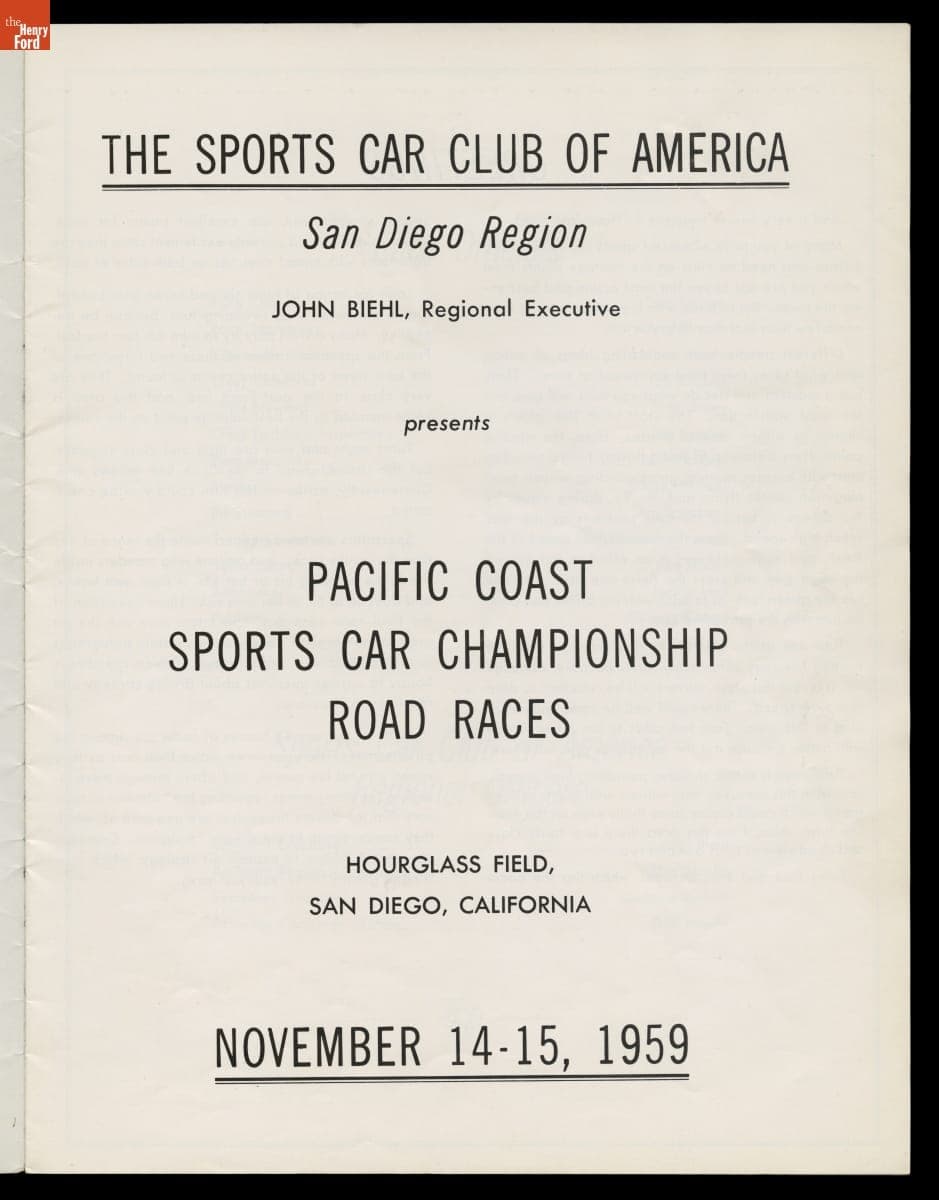 the
Henry
Ford
THE SPORTS CAR CLUB OF AMERICA
San Diego Region
JOHN BIEHL, Regional Executive
presents
PACIFIC COAST
SPORTS CAR CHAMPIONSHIP
ROAD RACES
HOURGLASS FIELD,
SAN DIEGO, CALIFORNIA
NOVEMBER 14-15, 1959